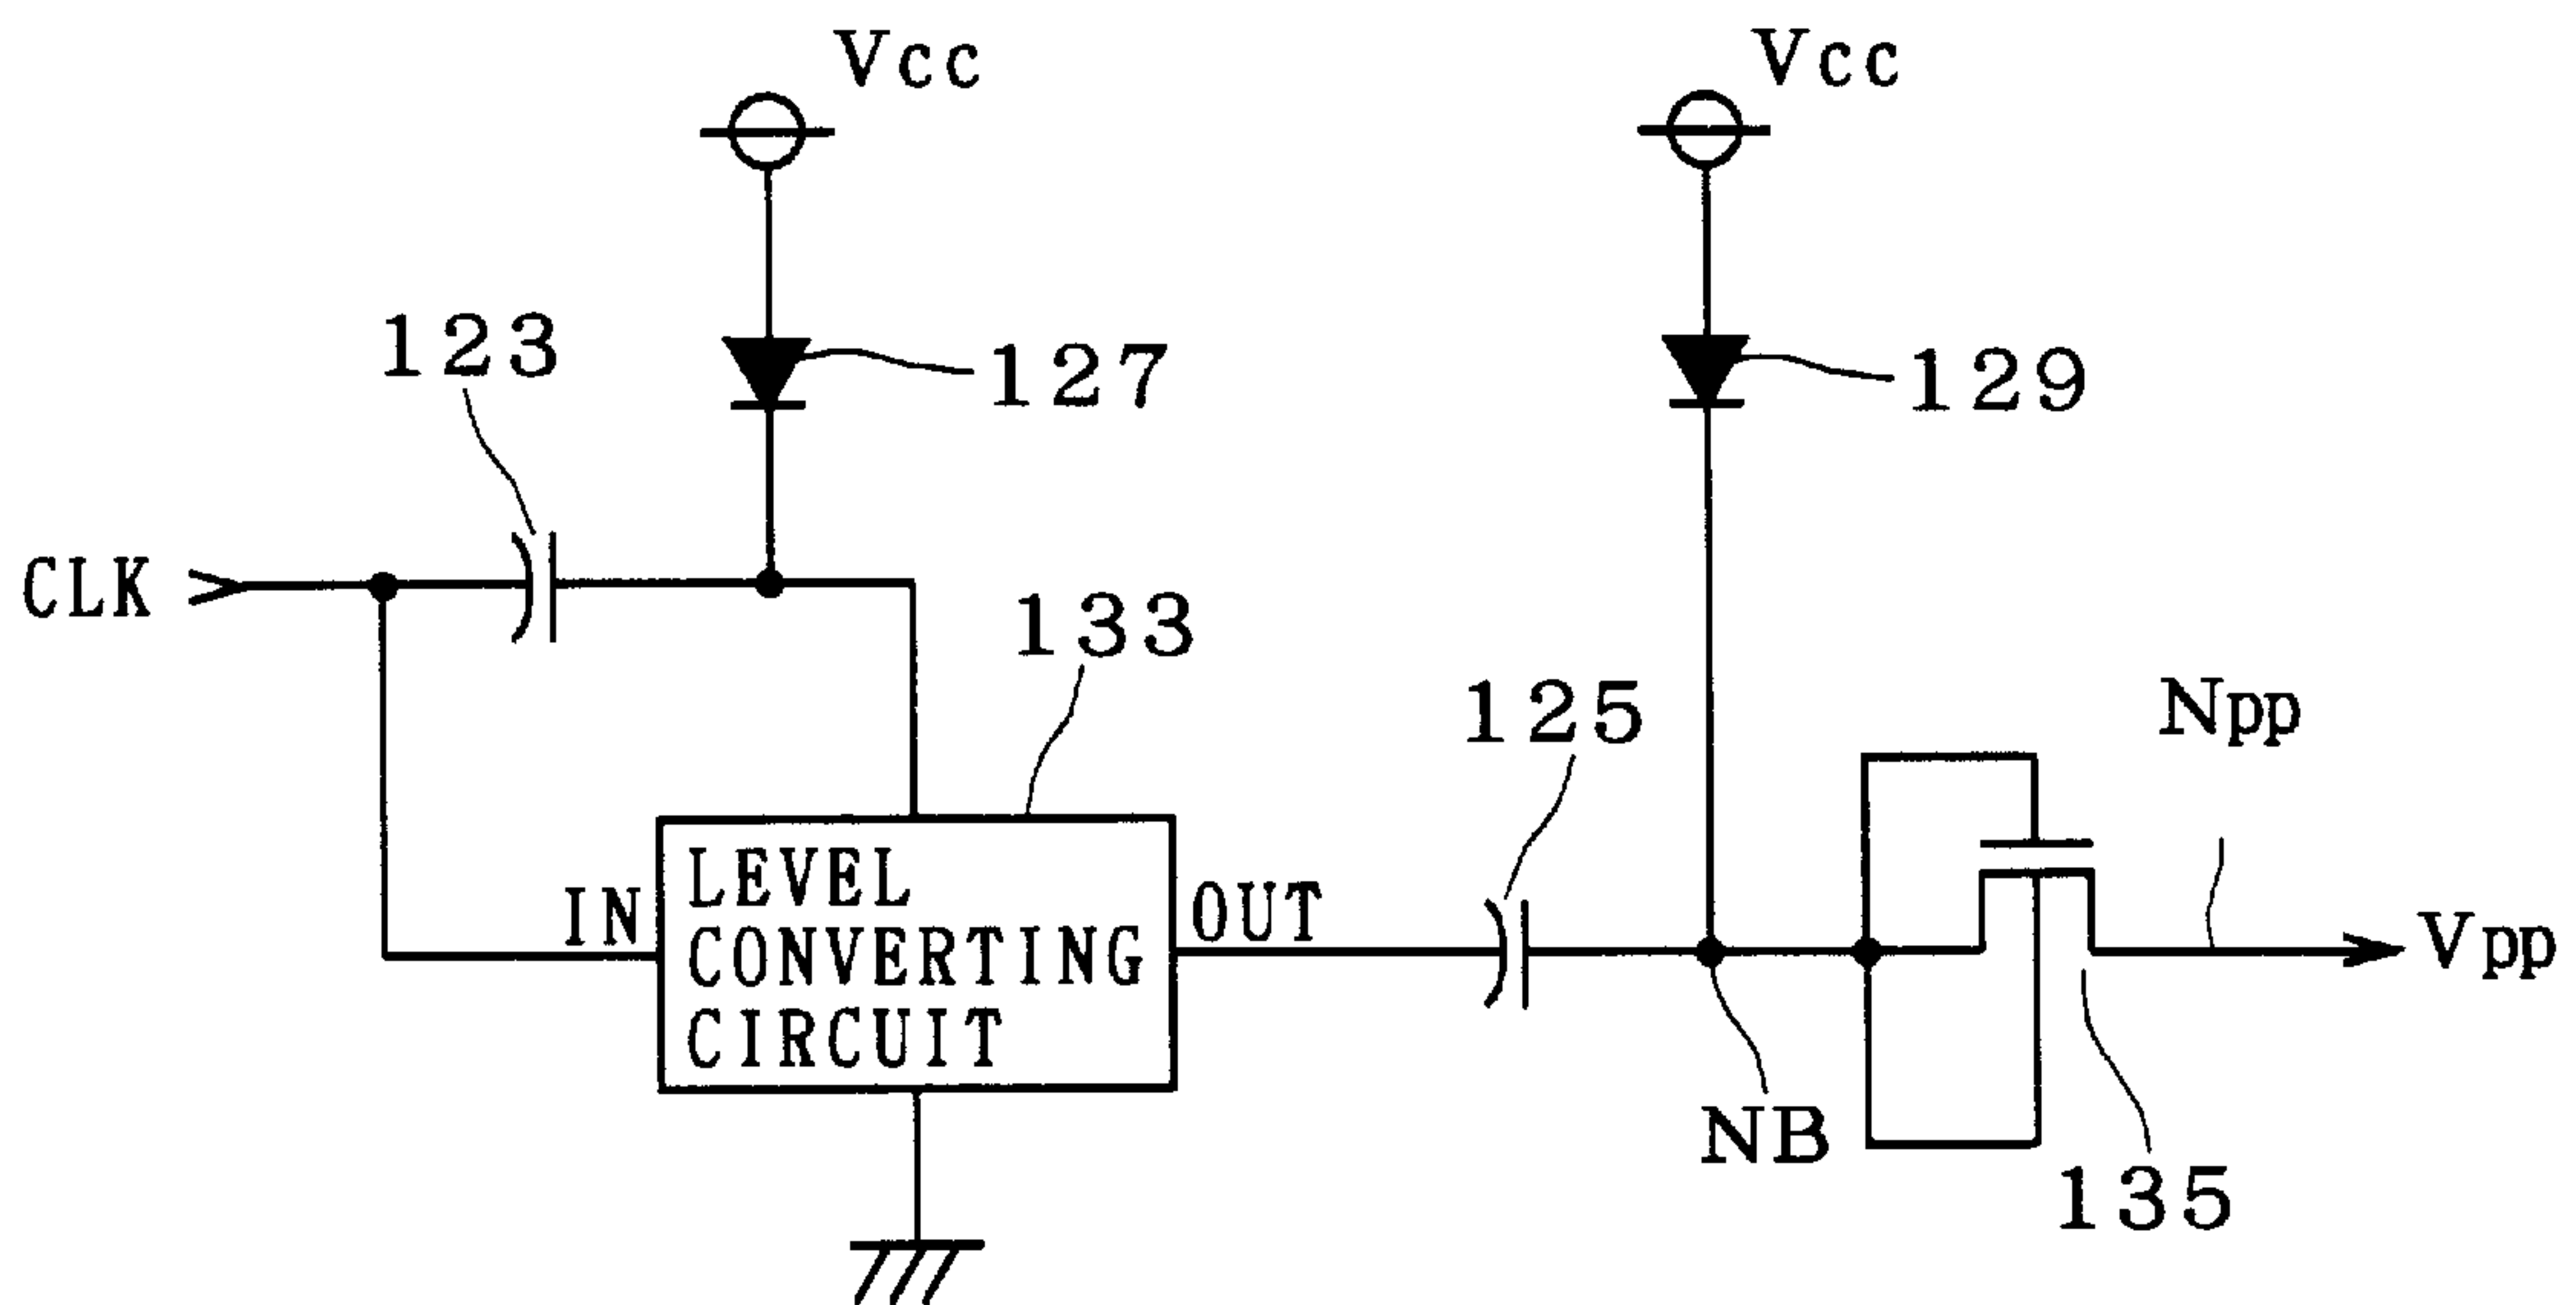 Vcc
Vcc
123
127
129
CLK
133
125
Npp
IN
LEVEL
CONVERTING
CIRCUIT
OUT
Vpp
NB
135